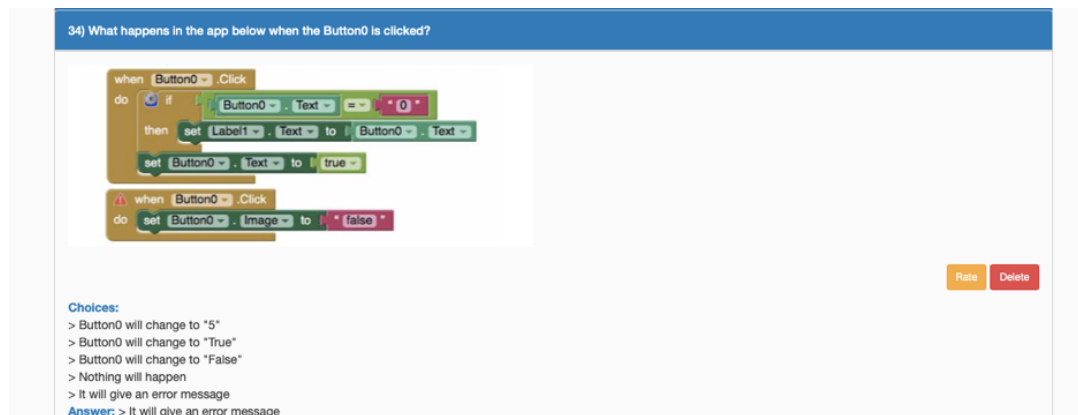 34) What happens in the app below when the Button0 is clicked?
when Button0 .Click
do if Button0 . Text = " 0 "
then set Label1 . Text to Button0 . Text
set Button0 . Text to true
when Button0 .Click
do set Button0 . Image to " false "
Rate Delete
Choices:
> Button0 will change to "5"
> Button0 will change to "True"
> Button0 will change to "False"
> Nothing will happen
> It will give an error message
Answer: > It will give an error message